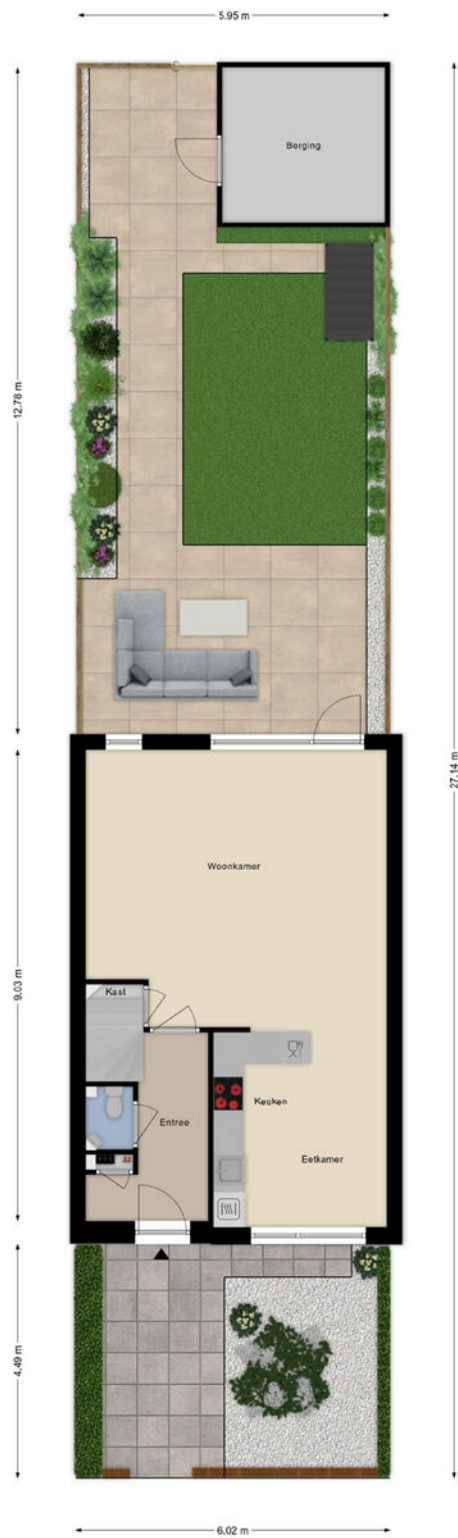 5.95 m
Berging
12.78 m
27.14 m
Woonkamer
9.03 m
Kast
Keuken
Entree
Eetkamer
4.49 m
6.02 m